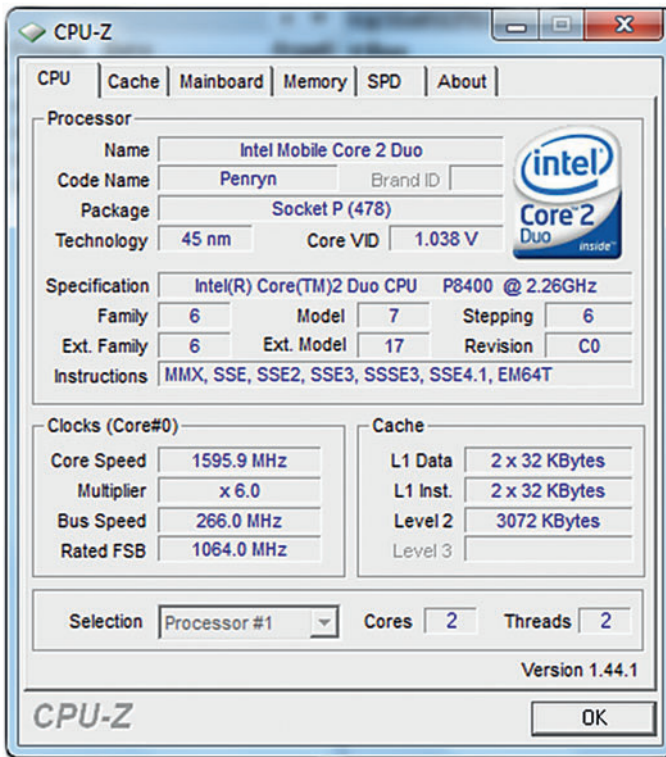 CPU-Z
CPU Cache Mainboard Memory SPD About
Processor
Name Intel Mobile Core 2 Duo
Code Name Penryn Brand ID
Package Socket P (478)
Technology 45 nm Core VID 1.038 V
intel
Core™2
Duo inside™
Specification Intel(R) Core(TM)2 Duo CPU P8400 @ 2.26GHz
Family 6 Model 7 Stepping 6
Ext. Family 6 Ext. Model 17 Revision C0
Instructions MMX, SSE, SSE2, SSE3, SSSE3, SSE4.1, EM64T
Clocks (Core#0)
Core Speed 1595.9 MHz
Multiplier x 6.0
Bus Speed 266.0 MHz
Rated FSB 1064.0 MHz
Cache
L1 Data 2 x 32 KBytes
L1 Inst. 2 x 32 KBytes
Level 2 3072 KBytes
Level 3
Selection Processor #1 Cores 2 Threads 2
Version 1.44.1
CPU-Z OK